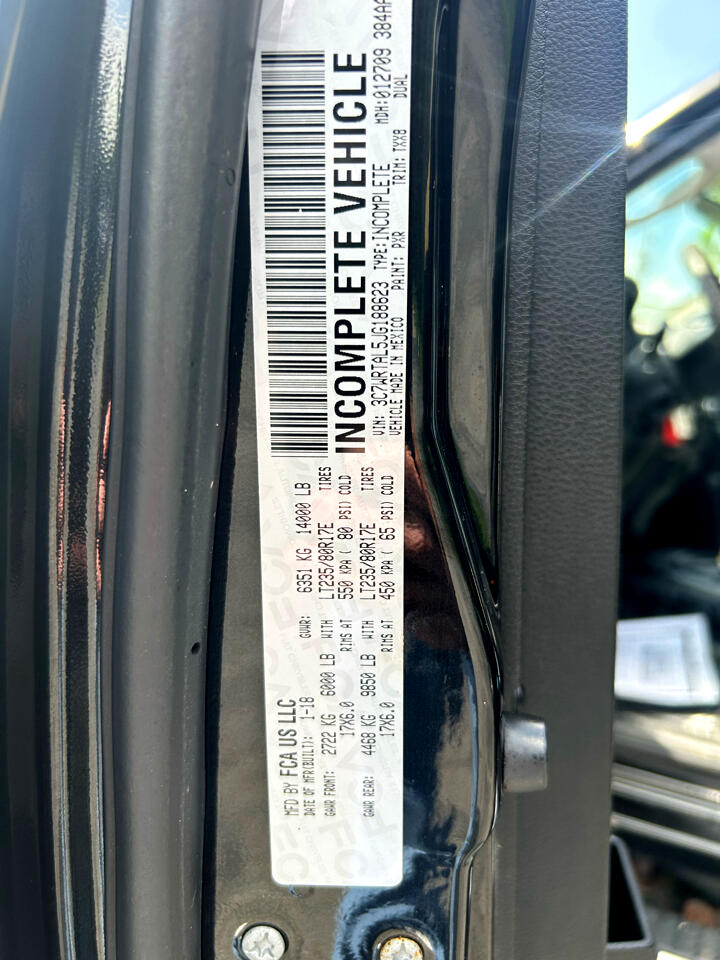 MFD BY FCA US LLC
DATE OF MFR(BUILT): 1-18 GVWR: 6351 KG 14000 LB
GAWR FRONT: 2722 KG 6000 LB WITH LT235/80R17E TIRES
17X6.0 RIMS AT 550 KPA ( 80 PSI) COLD
GAWR REAR: 4468 KG 9850 LB WITH LT235/80R17E TIRES
17X6.0 RIMS AT 450 KPA ( 65 PSI) COLD
INCOMPLETE VEHICLE
VIN: 3C7WRTAL5JG188623 TYPE:INCOMPLETE MDH:012709 384AA
VEHICLE MADE IN MEXICO PAINT: PXR TRIM: TXX8 DUAL